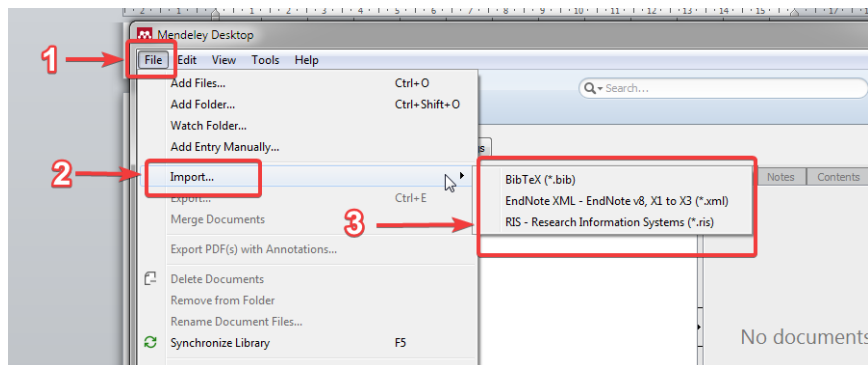 Mendeley Desktop
1
File Edit View Tools Help
Add Files... Ctrl+O
Add Folder... Ctrl+Shift+O
Search...
Watch Folder...
Add Entry Manually...
2
Import...
BibTeX (*.bib)
Notes Contents
Export... Ctrl+E
EndNote XML - EndNote v8, X1 to X3 (*.xml)
Merge Documents
3
RIS - Research Information Systems (*.ris)
Export PDF(s) with Annotations...
Delete Documents
Remove from Folder
Rename Document Files...
Synchronize Library F5
No documents